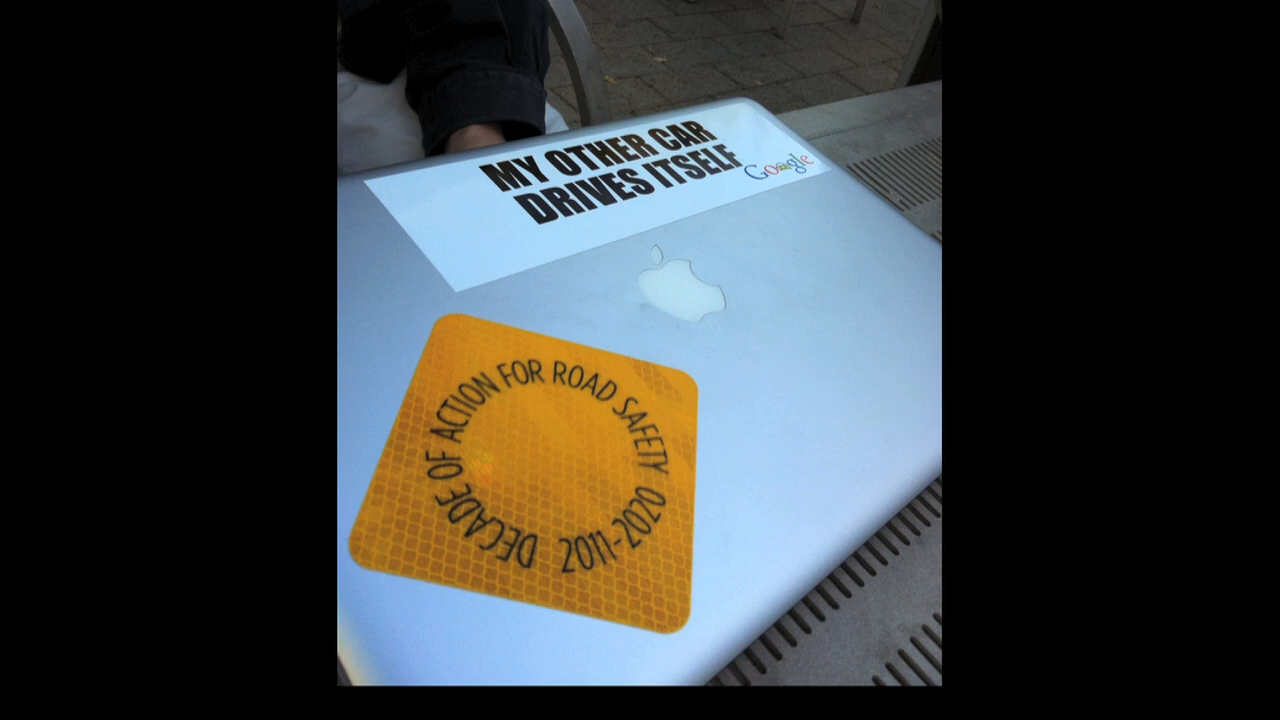 MY OTHER CAR
DRIVES ITSELF
Google
DECADE OF ACTION FOR ROAD SAFETY 2011-2020